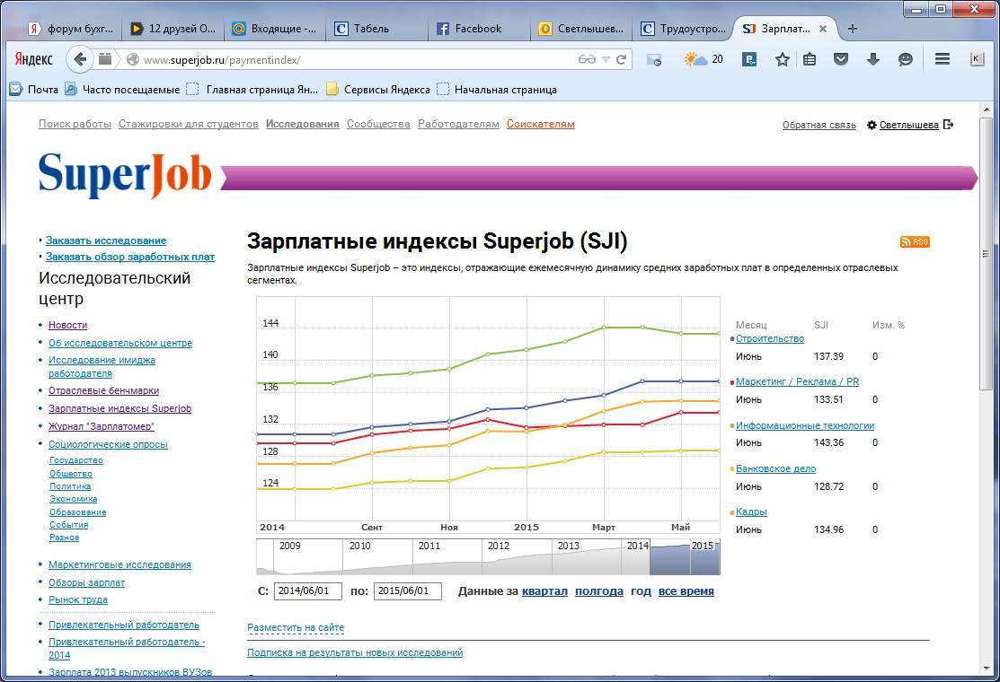 форум бухг...
12 друзей О...
Входящие -...
Табель
Facebook
Светлышев...
Трудоустро...
Зарплат...
Яндекс
www.superjob.ru/paymentindex/
20
Почта
Часто посещаемые
Главная страница Ян...
Сервисы Яндекса
Начальная страница
Поиск работы Стажировки для студентов Исследования Сообщества Работодателям Соискателям
Обратная связь Светлышева
SuperJob
Заказать исследование
Заказать обзор заработных плат
Исследовательский
центр
Новости
Об исследовательском центре
Исследование имиджа
работодателя
Отраслевые бенчмарки
Зарплатные индексы Superjob
Журнал "Зарплатомер"
Социологические опросы
Государство
Общество
Политика
Экономика
Образование
События
Разное
Маркетинговые исследования
Обзоры зарплат
Рынок труда
Привлекательный работодатель
Привлекательный работодатель -
2014
Зарплата 2013 выпускников ВУЗов
Зарплатные индексы Superjob (SJI)
RSS
Зарплатные индексы Superjob – это индексы, отражающие ежемесячную динамику средних заработных плат в определенных отраслевых
сегментах.
144
140
136
132
128
124
2014 Сент Ноя 2015 Март Май
2009 2010 2011 2012 2013 2014 2015
С: 2014/06/01 по: 2015/06/01 Данные за квартал полгода год все время
Месяц SJI Изм. %
Строительство
Июнь 137.39 0
Маркетинг / Реклама / PR
Июнь 133.51 0
Информационные технологии
Июнь 143.36 0
Банковское дело
Июнь 128.72 0
Кадры
Июнь 134.96 0
Разместить на сайте
Подписка на результаты новых исследований